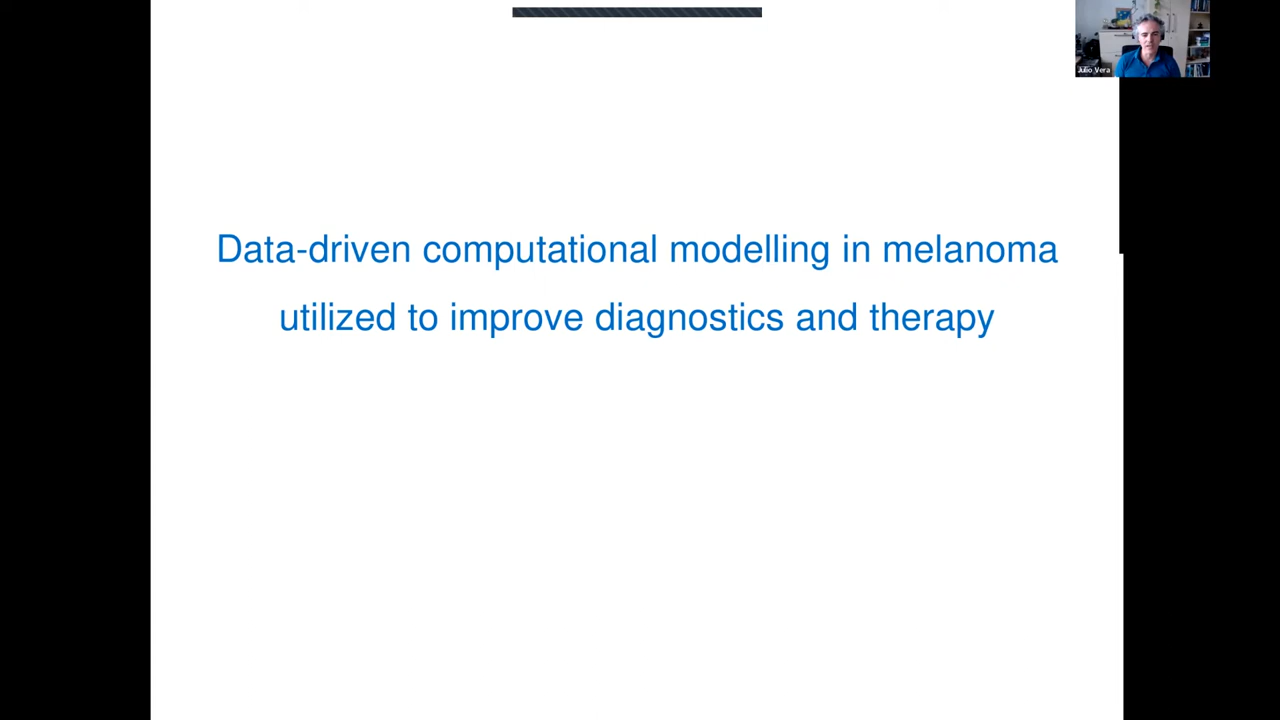 Julio Vera
Data-driven computational modelling in melanoma
utilized to improve diagnostics and therapy